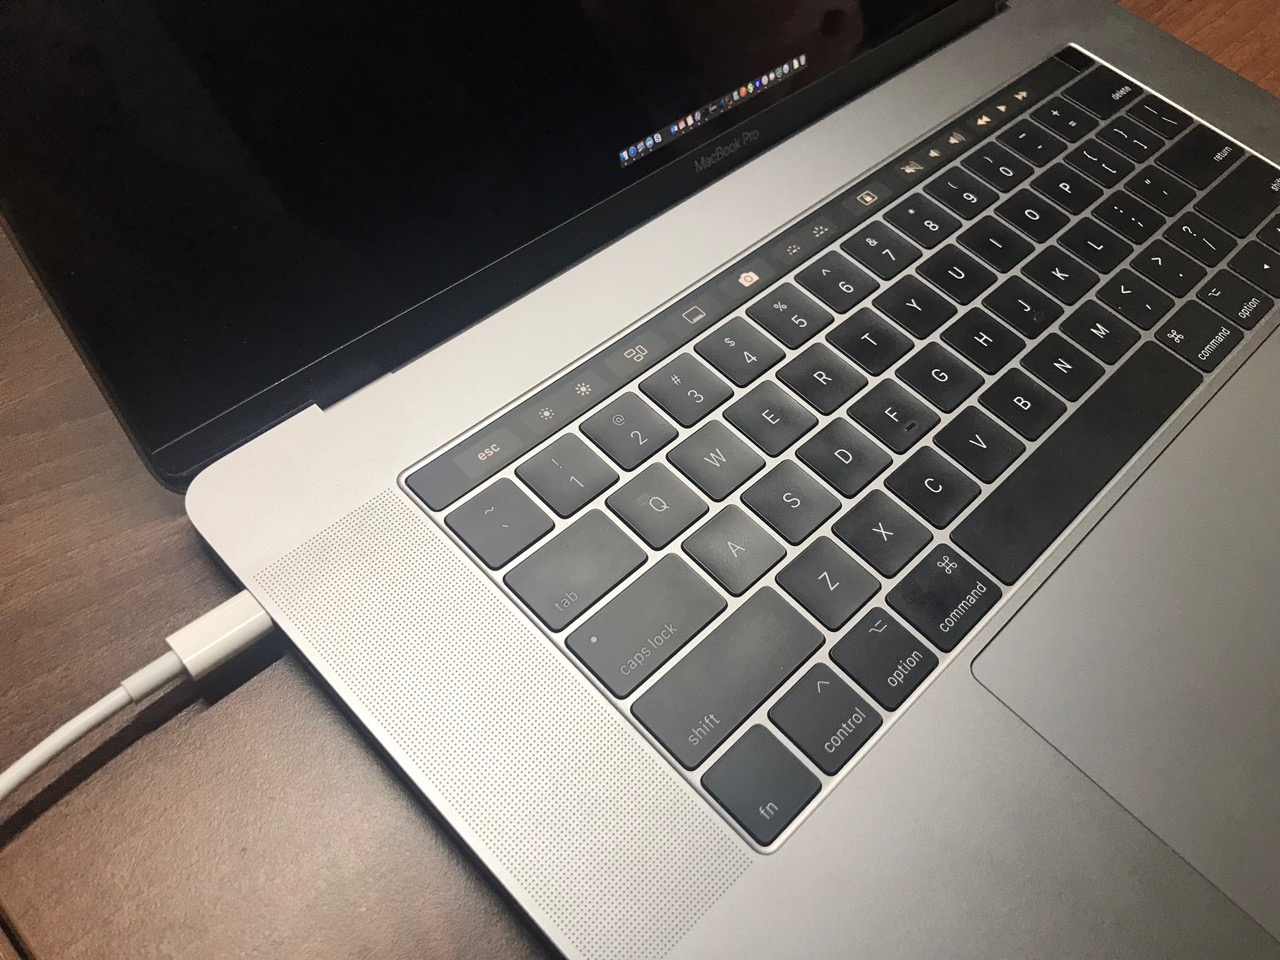 MacBook Pro
esc
~ `
! 1
@ 2
# 3
$ 4
% 5
^ 6
& 7
* 8
( 9
) 0
- 
+ =
delete
tab
Q W E R T Y U I O P { [ } ] | \
caps lock
A S D F G H J K L : ; " '
return
shift
Z X C V B N M < , > . ? /
shift
fn
control
option
⌘ command
⌘ command
option